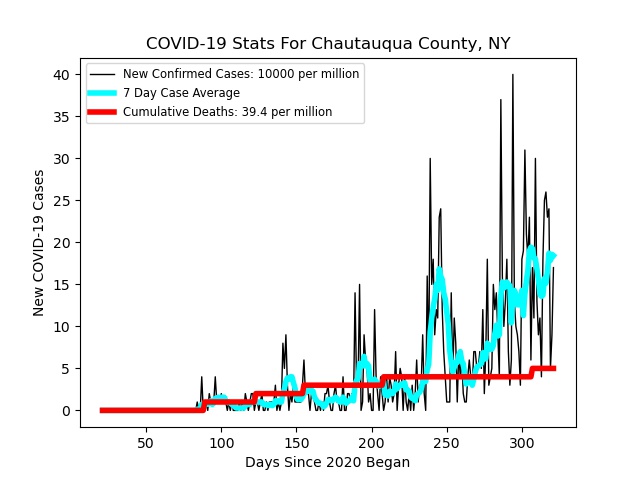 COVID-19 Stats For Chautauqua County, NY
New Confirmed Cases: 10000 per million
7 Day Case Average
Cumulative Deaths: 39.4 per million
New COVID-19 Cases
40
35
30
25
20
15
10
5
0
50 100 150 200 250 300
Days Since 2020 Began